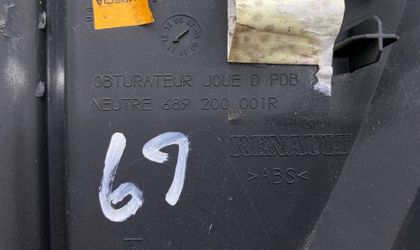 OBTURATEUR JOUE D PDB
NEUTRE 689 200 001R
RENAULT
>ABS<
67